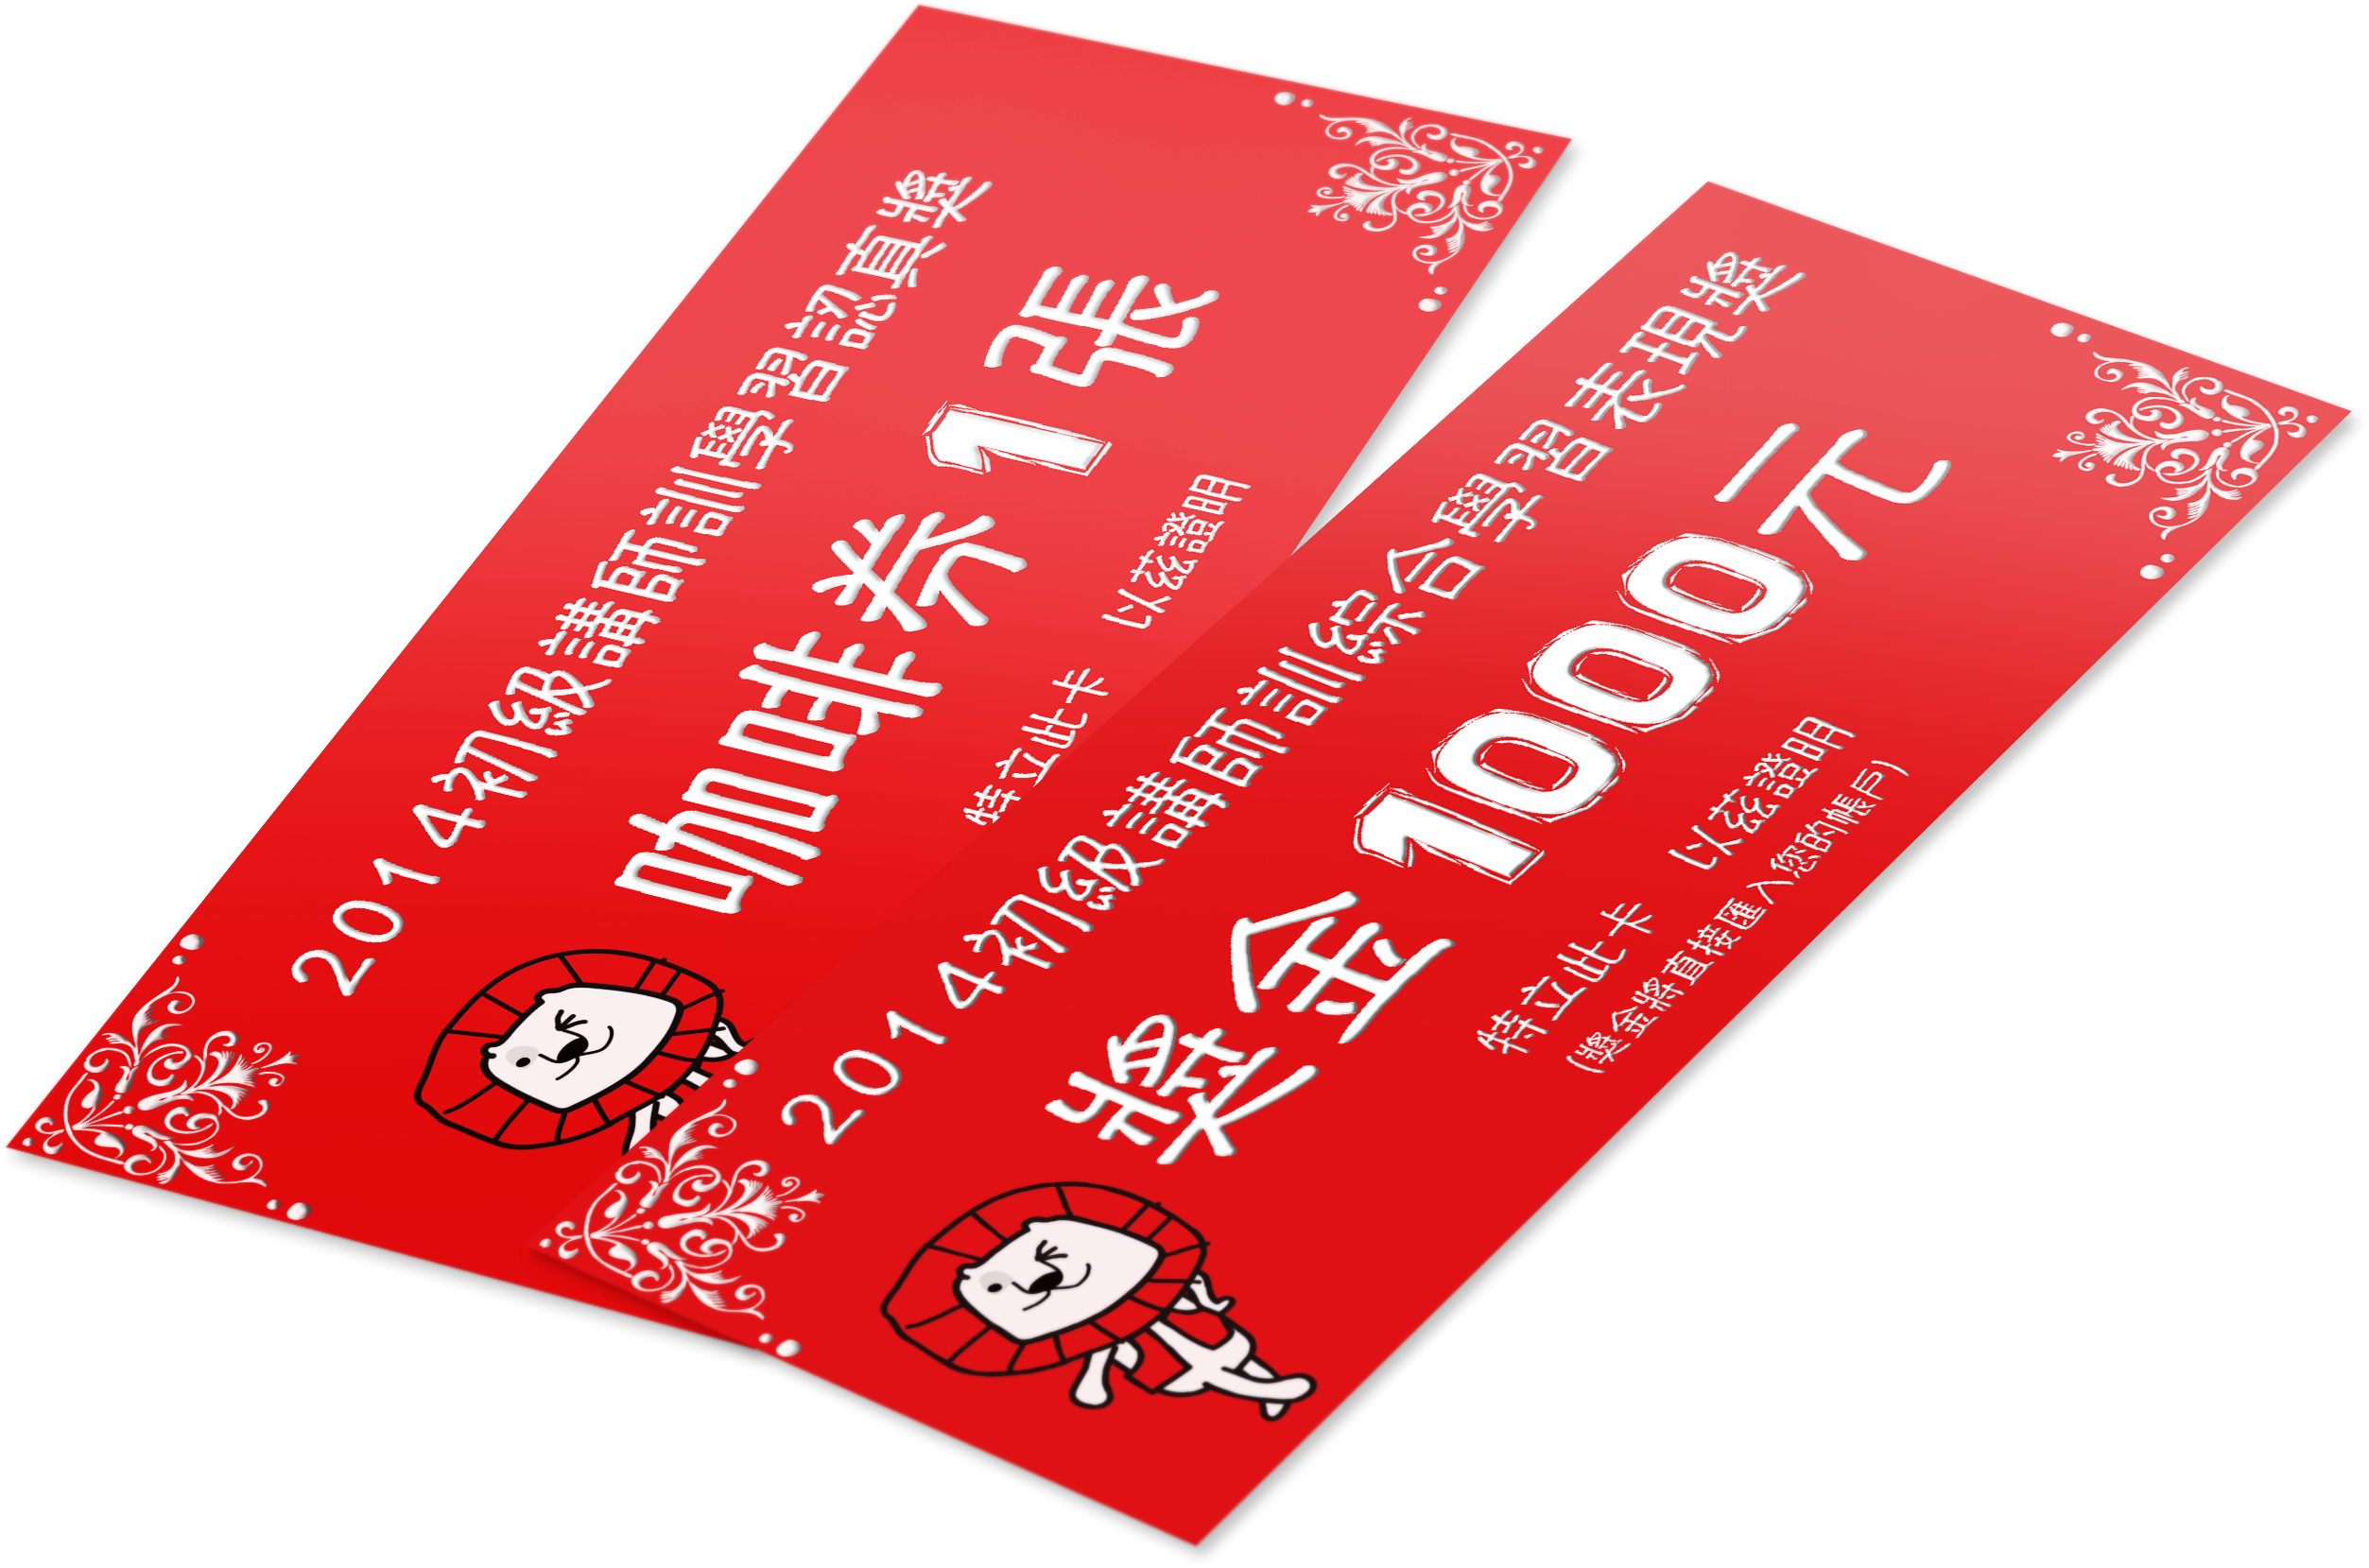 2014初級講師訓學習認真獎
咖啡券1張
特立此卡 以茲證明
2014初級講師訓綜合學習表現獎
獎金1000元
特立此卡 以茲證明
(獎金將直接匯入您的帳戶)